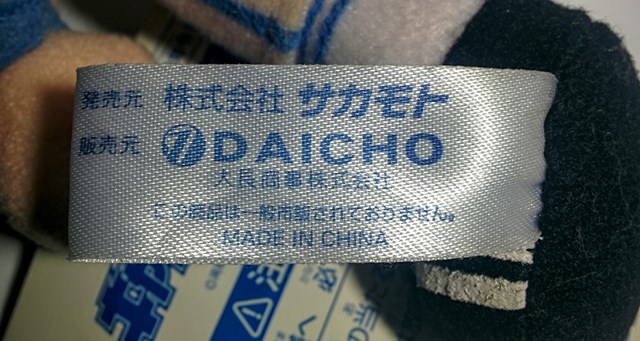 発売元 株式会社 サカモト
販売元 DAICHO
大長商事株式会社
この商品は一般市販されておりません。
MADE IN CHINA
注